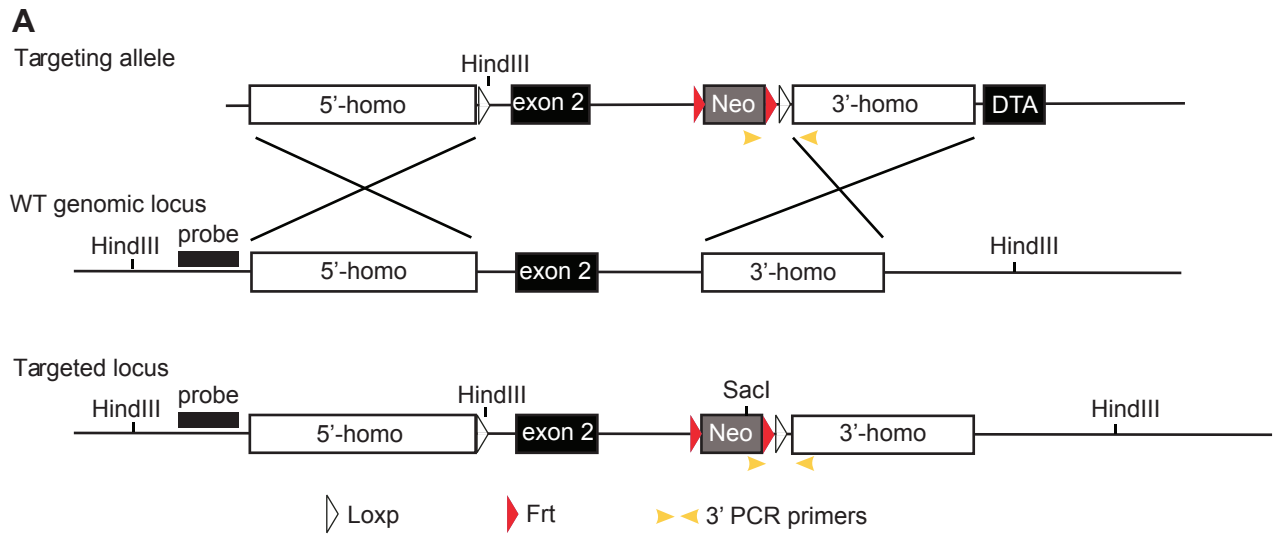 A
Targeting allele
HindIII
5’-homo
exon 2
Neo
3’-homo
DTA
WT genomic locus
HindIII
probe
HindIII
5’-homo
exon 2
3’-homo
Targeted locus
HindIII
probe
HindIII
SacI
HindIII
5’-homo
exon 2
Neo
3’-homo
Loxp
Frt
3’ PCR primers